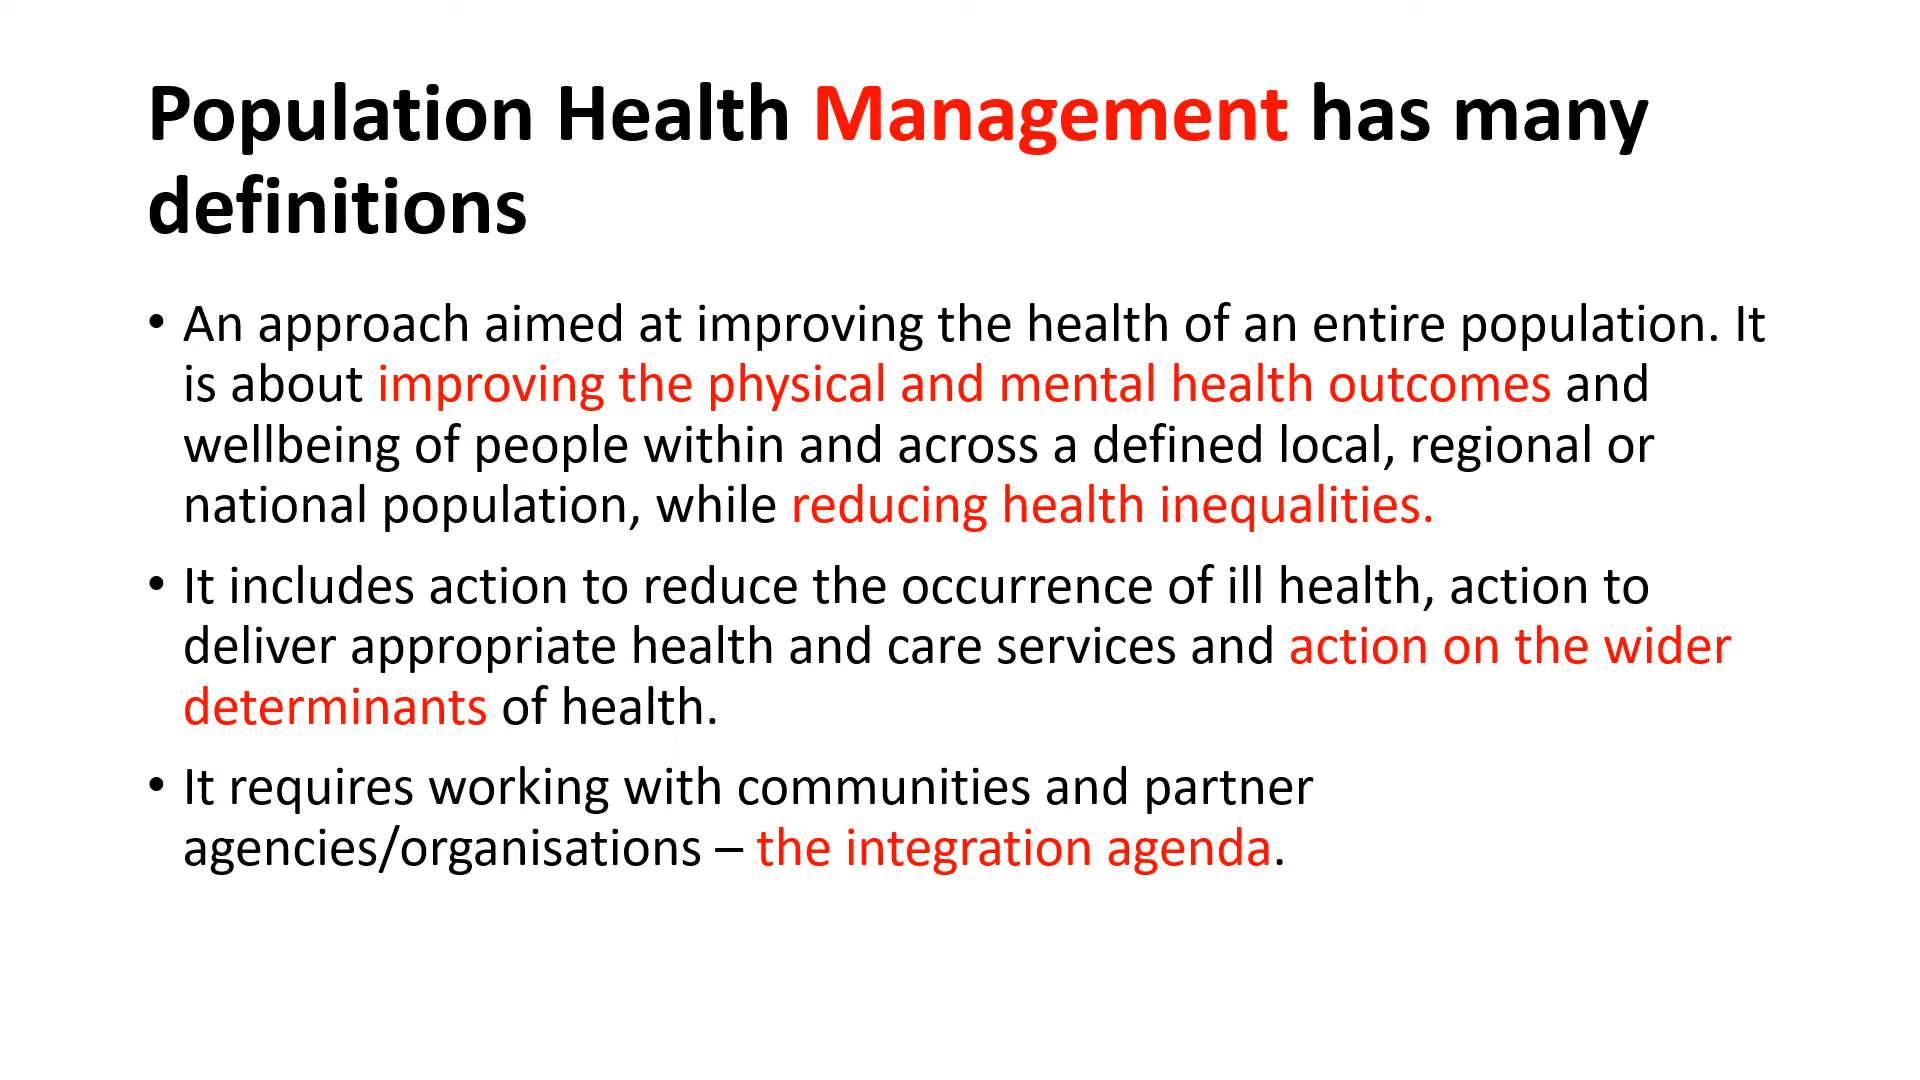 Population Health Management has many
definitions
• An approach aimed at improving the health of an entire population. It
is about improving the physical and mental health outcomes and
wellbeing of people within and across a defined local, regional or
national population, while reducing health inequalities.
• It includes action to reduce the occurrence of ill health, action to
deliver appropriate health and care services and action on the wider
determinants of health.
• It requires working with communities and partner
agencies/organisations – the integration agenda.